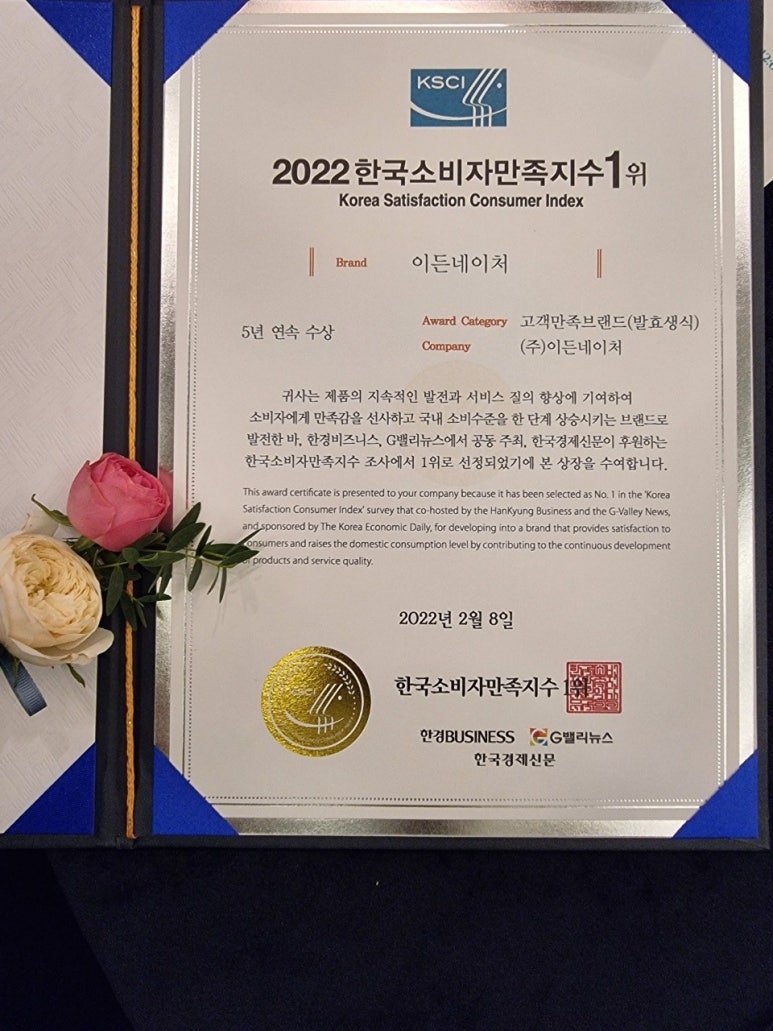 KSCI
2022 한국소비자만족지수 1위
Korea Satisfaction Consumer Index
Brand 이든네이처
5년 연속 수상
Award Category 고객만족브랜드(발효생식)
Company (주)이든네이처
귀사는 제품의 지속적인 발전과 서비스 질의 향상에 기여하여
소비자에게 만족감을 선사하고 국내 소비수준을 한 단계 상승시키는 브랜드로
발전한 바, 한경비즈니스, G밸리뉴스에서 공동 주최, 한국경제신문이 후원하는
한국소비자만족지수 조사에서 1위로 선정되었기에 본 상장을 수여합니다.
This award certificate is presented to your company because it has been selected as No. 1 in the 'Korea
Satisfaction Consumer Index' survey that co-hosted by the HanKyung Business and the G-Valley News,
and sponsored by The Korea Economic Daily, for developing into a brand that provides satisfaction to
consumers and raises the domestic consumption level by contributing to the continuous development
of products and service quality.
2022년 2월 8일
KSCI
한국소비자만족지수 1위
한경BUSINESS G밸리뉴스
한국경제신문